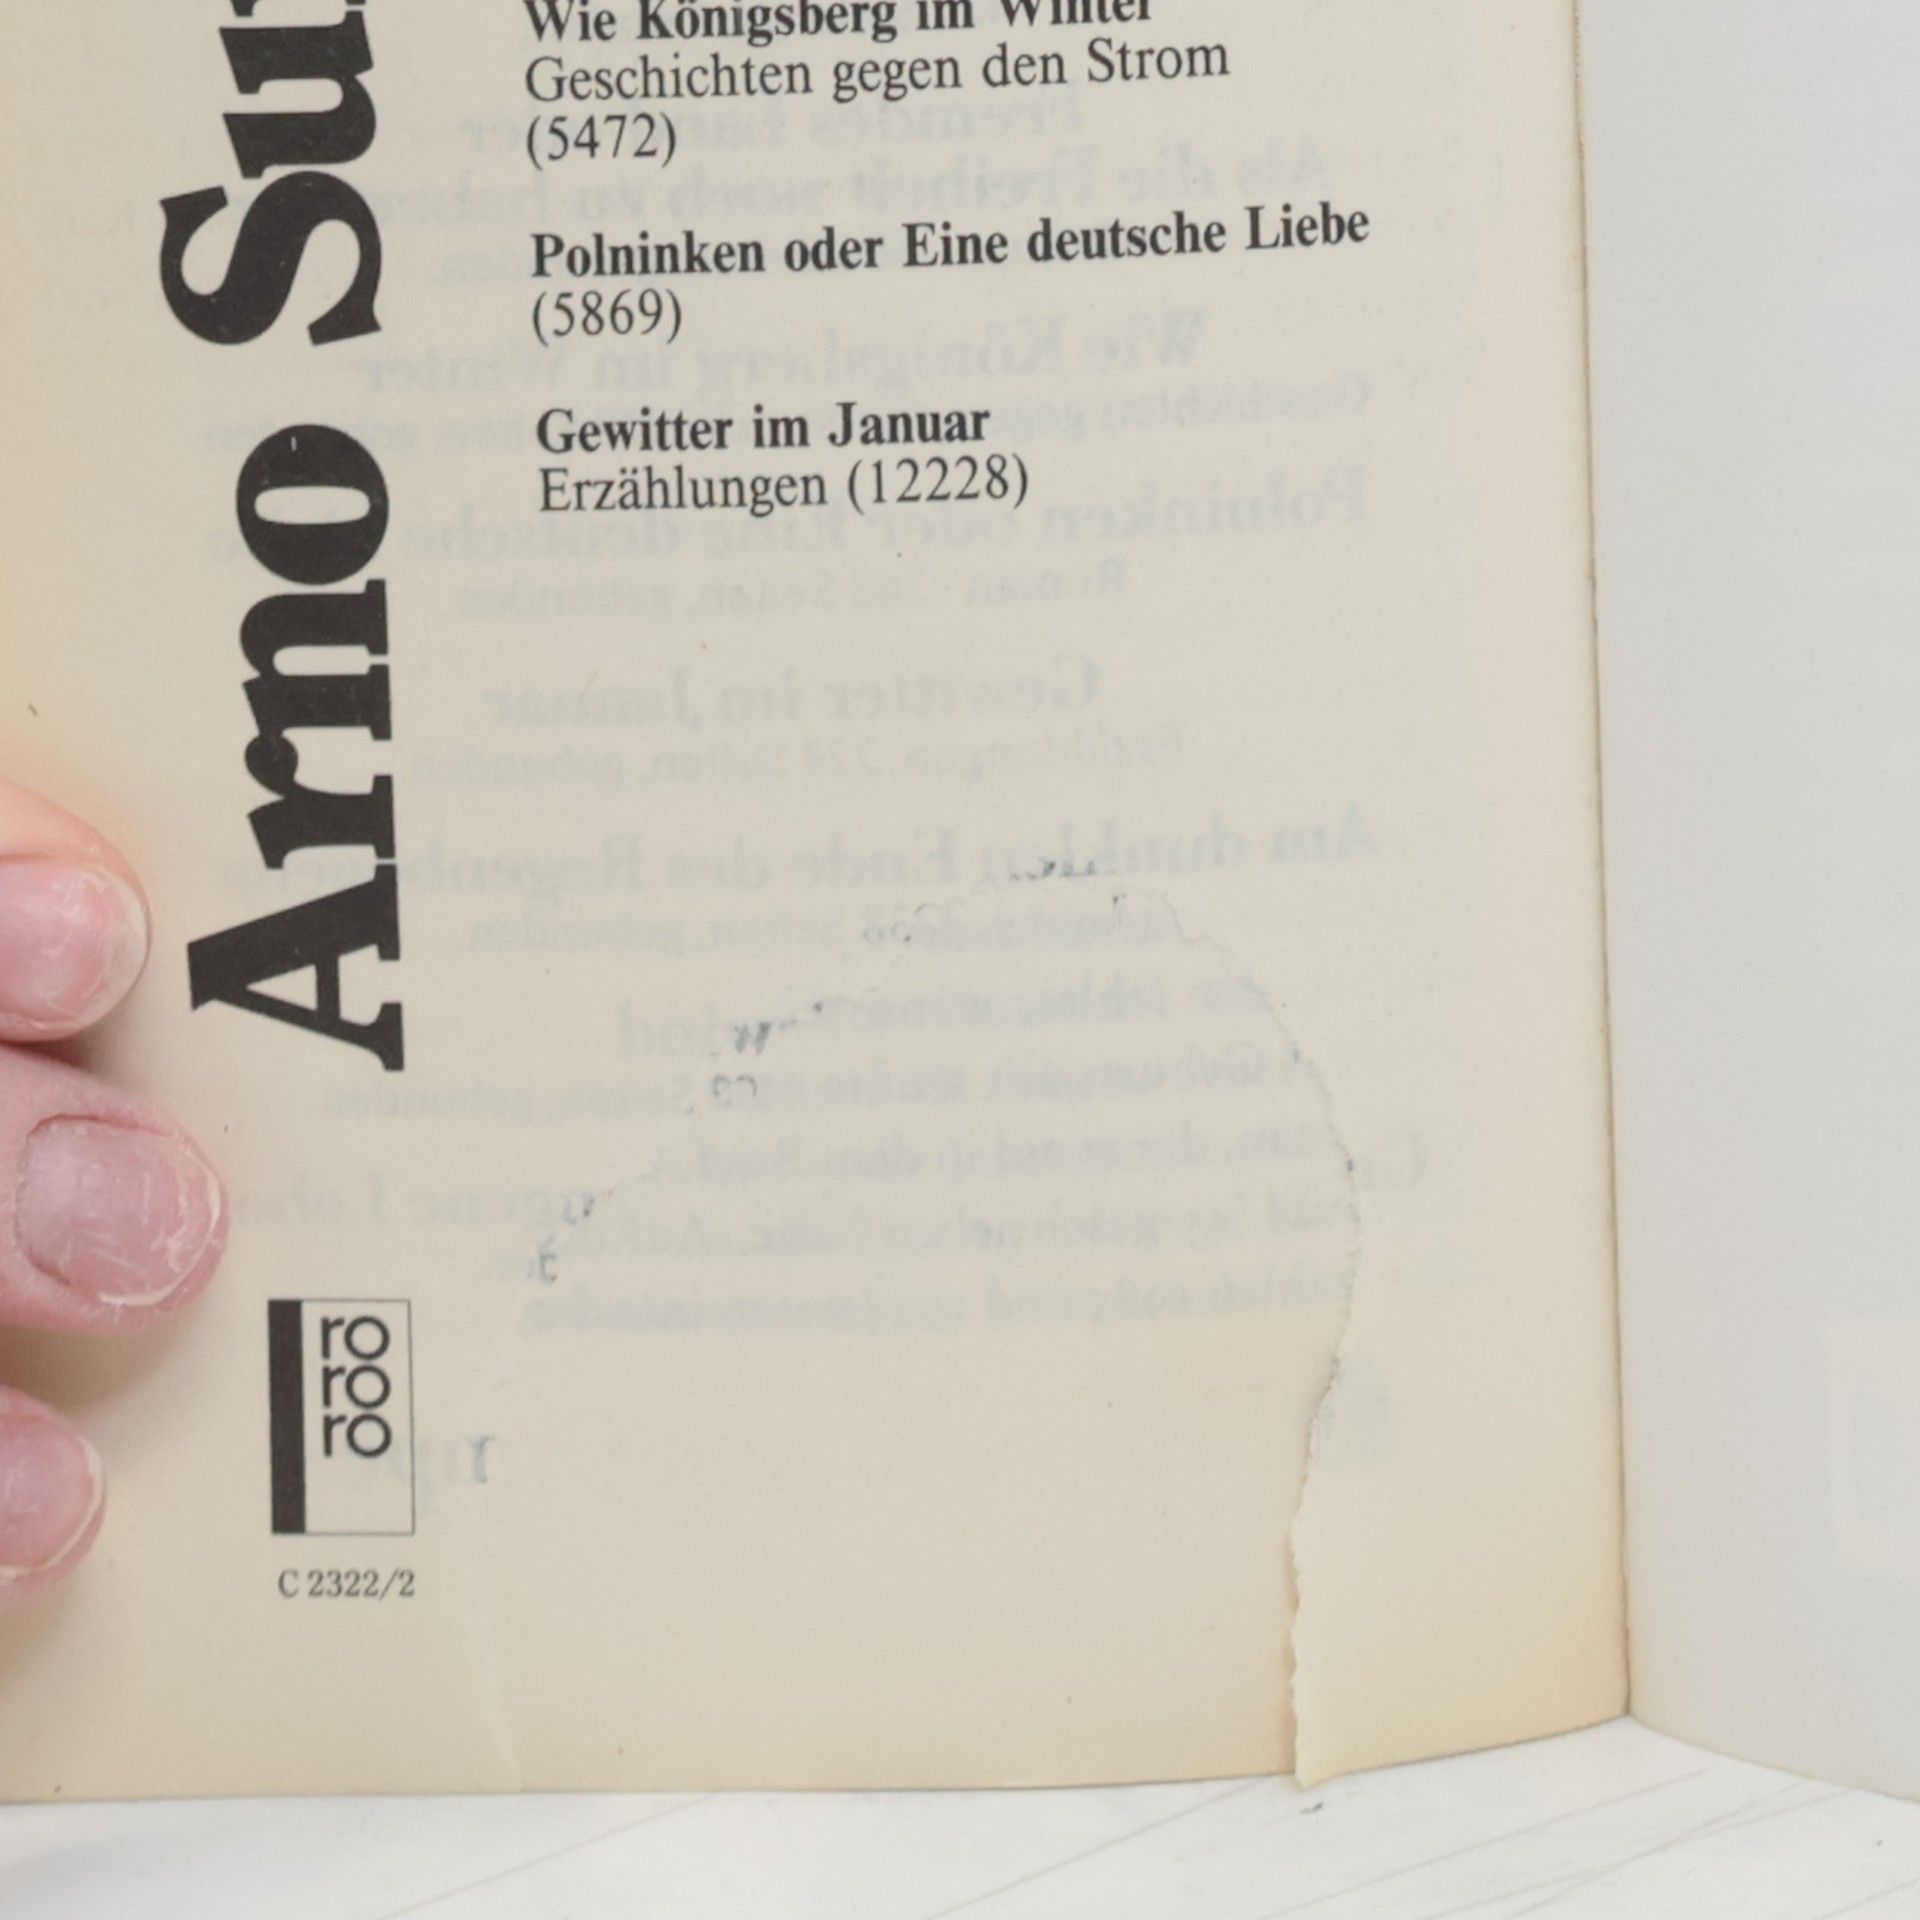 Wie Königsberg im Winter
Geschichten gegen den Strom
(5472)
Polninken oder Eine deutsche Liebe
(5869)
Gewitter im Januar
Erzählungen (12228)
Arno Su
ro
ro
ro
C 2322/2